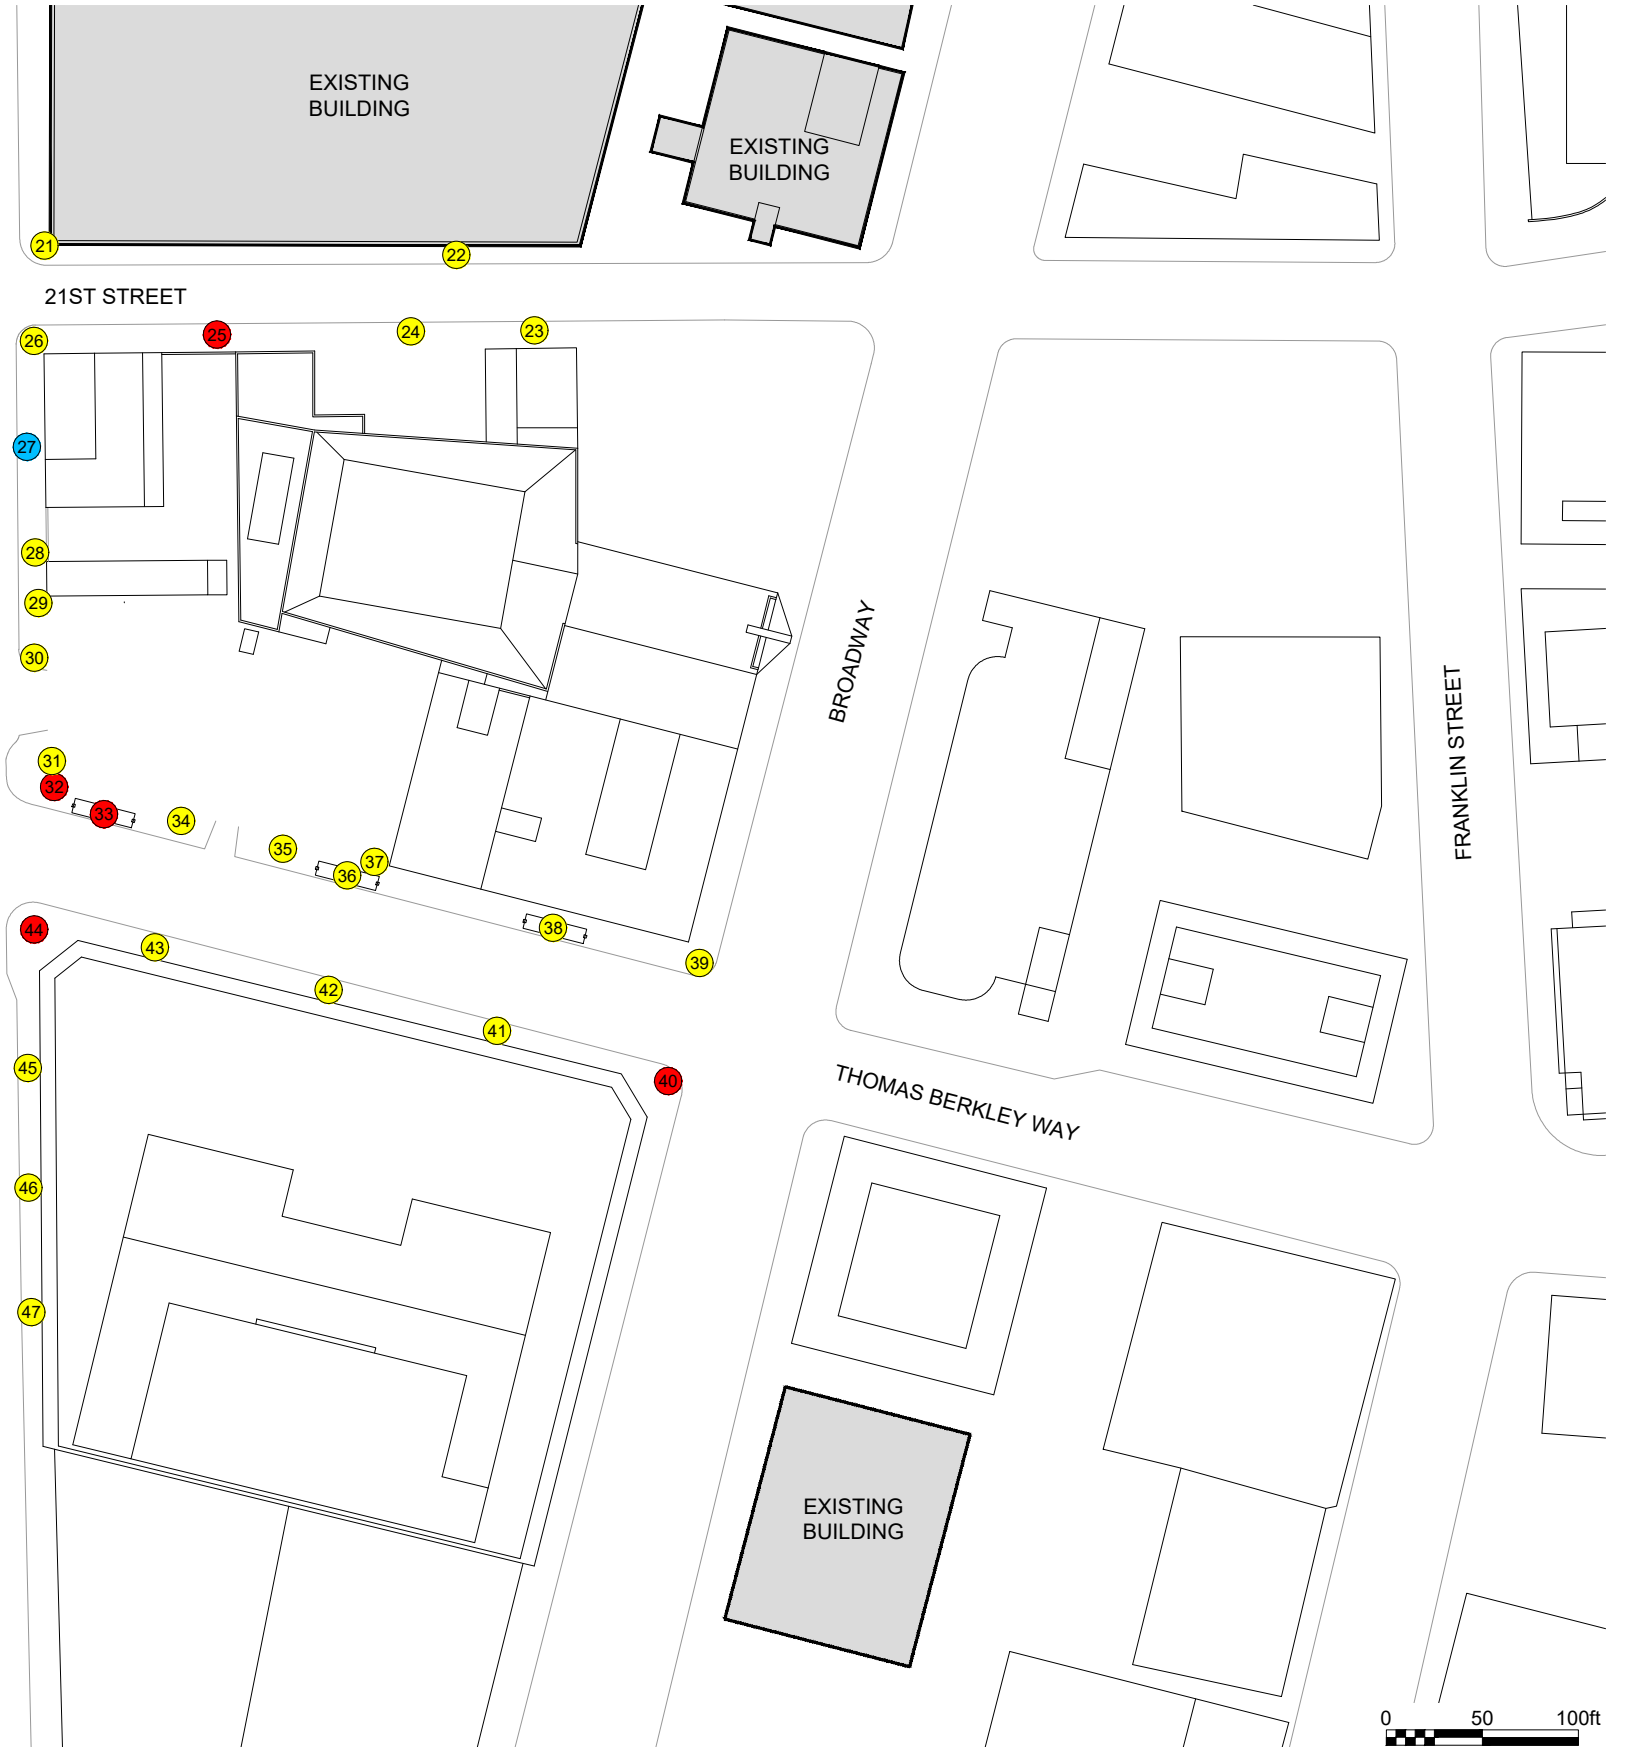 EXISTING
BUILDING
EXISTING
BUILDING
21
22
21ST STREET
26
25
24
23
27
28
29
30
BROADWAY
FRANKLIN STREET
31
32
33
34
35
36
37
38
39
44
43
42
41
40
45
THOMAS BERKLEY WAY
46
47
EXISTING
BUILDING
0 50 100ft